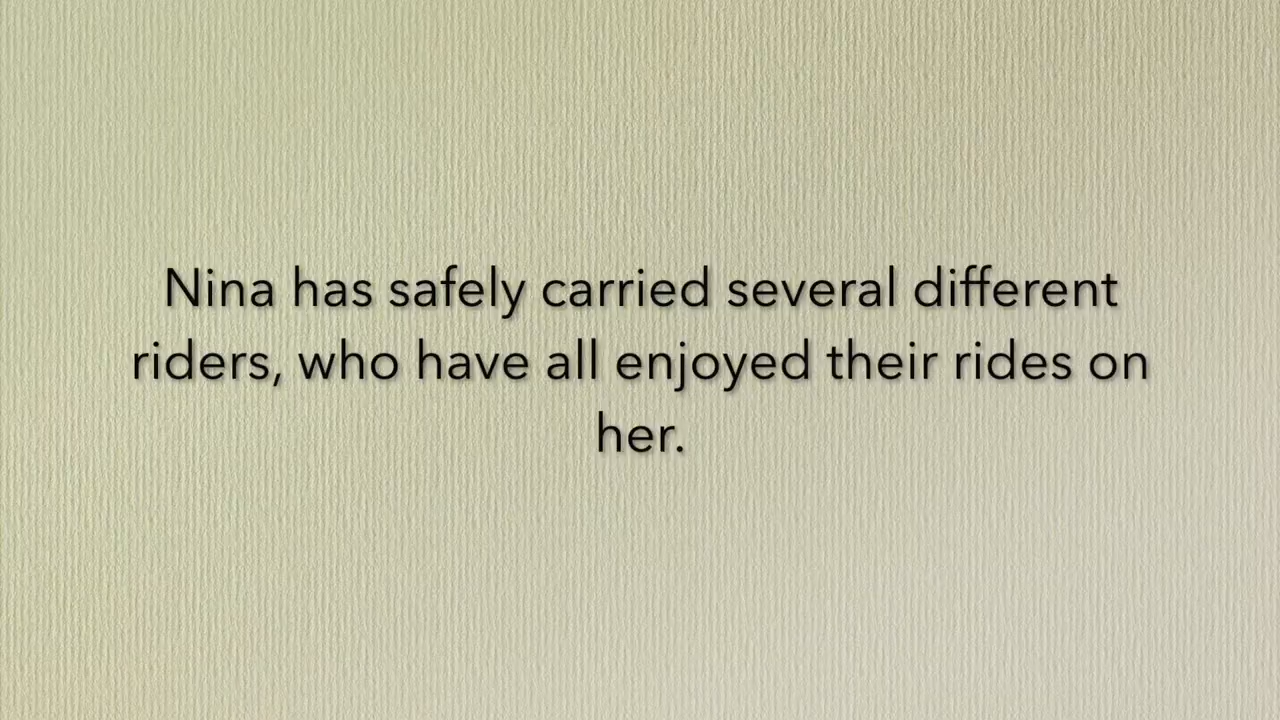 Nina has safely carried several different
riders, who have all enjoyed their rides on
her.